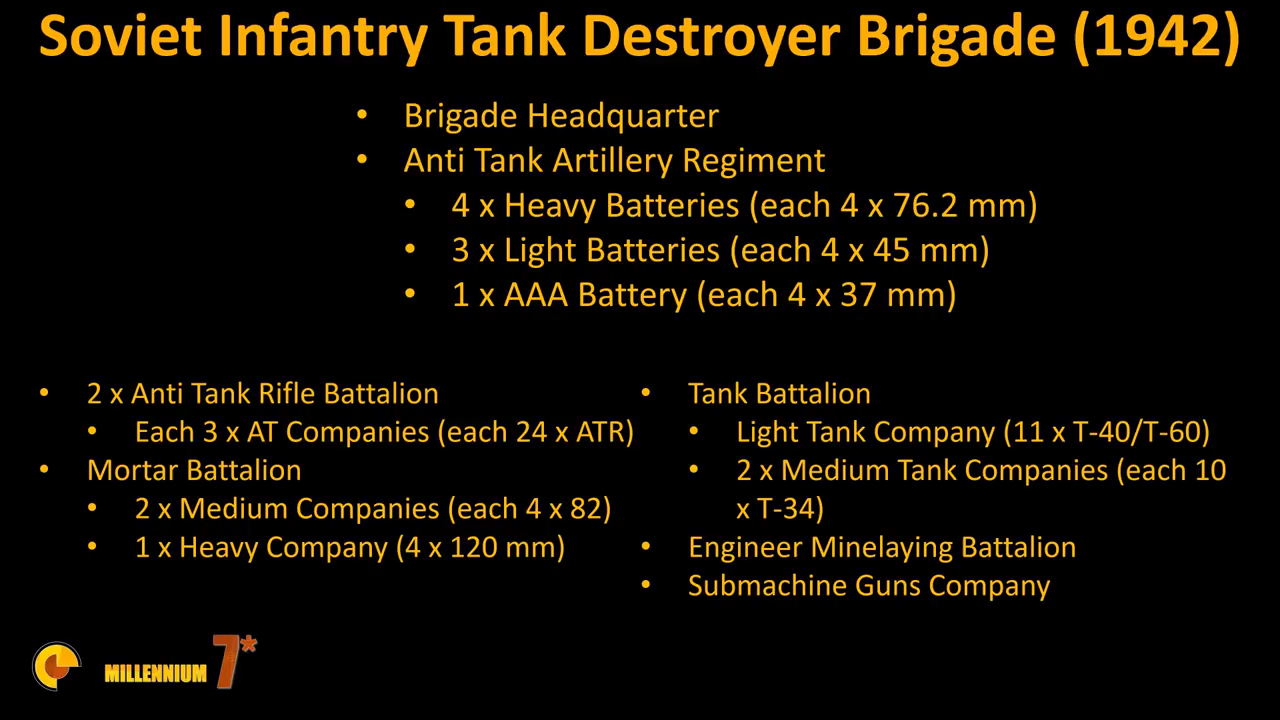 Soviet Infantry Tank Destroyer Brigade (1942)
• Brigade Headquarter
• Anti Tank Artillery Regiment
• 4 x Heavy Batteries (each 4 x 76.2 mm)
• 3 x Light Batteries (each 4 x 45 mm)
• 1 x AAA Battery (each 4 x 37 mm)
• 2 x Anti Tank Rifle Battalion
• Each 3 x AT Companies (each 24 x ATR)
• Mortar Battalion
• 2 x Medium Companies (each 4 x 82)
• 1 x Heavy Company (4 x 120 mm)
• Tank Battalion
• Light Tank Company (11 x T-40/T-60)
• 2 x Medium Tank Companies (each 10
x T-34)
• Engineer Minelaying Battalion
• Submachine Guns Company
MILLENNIUM 7*